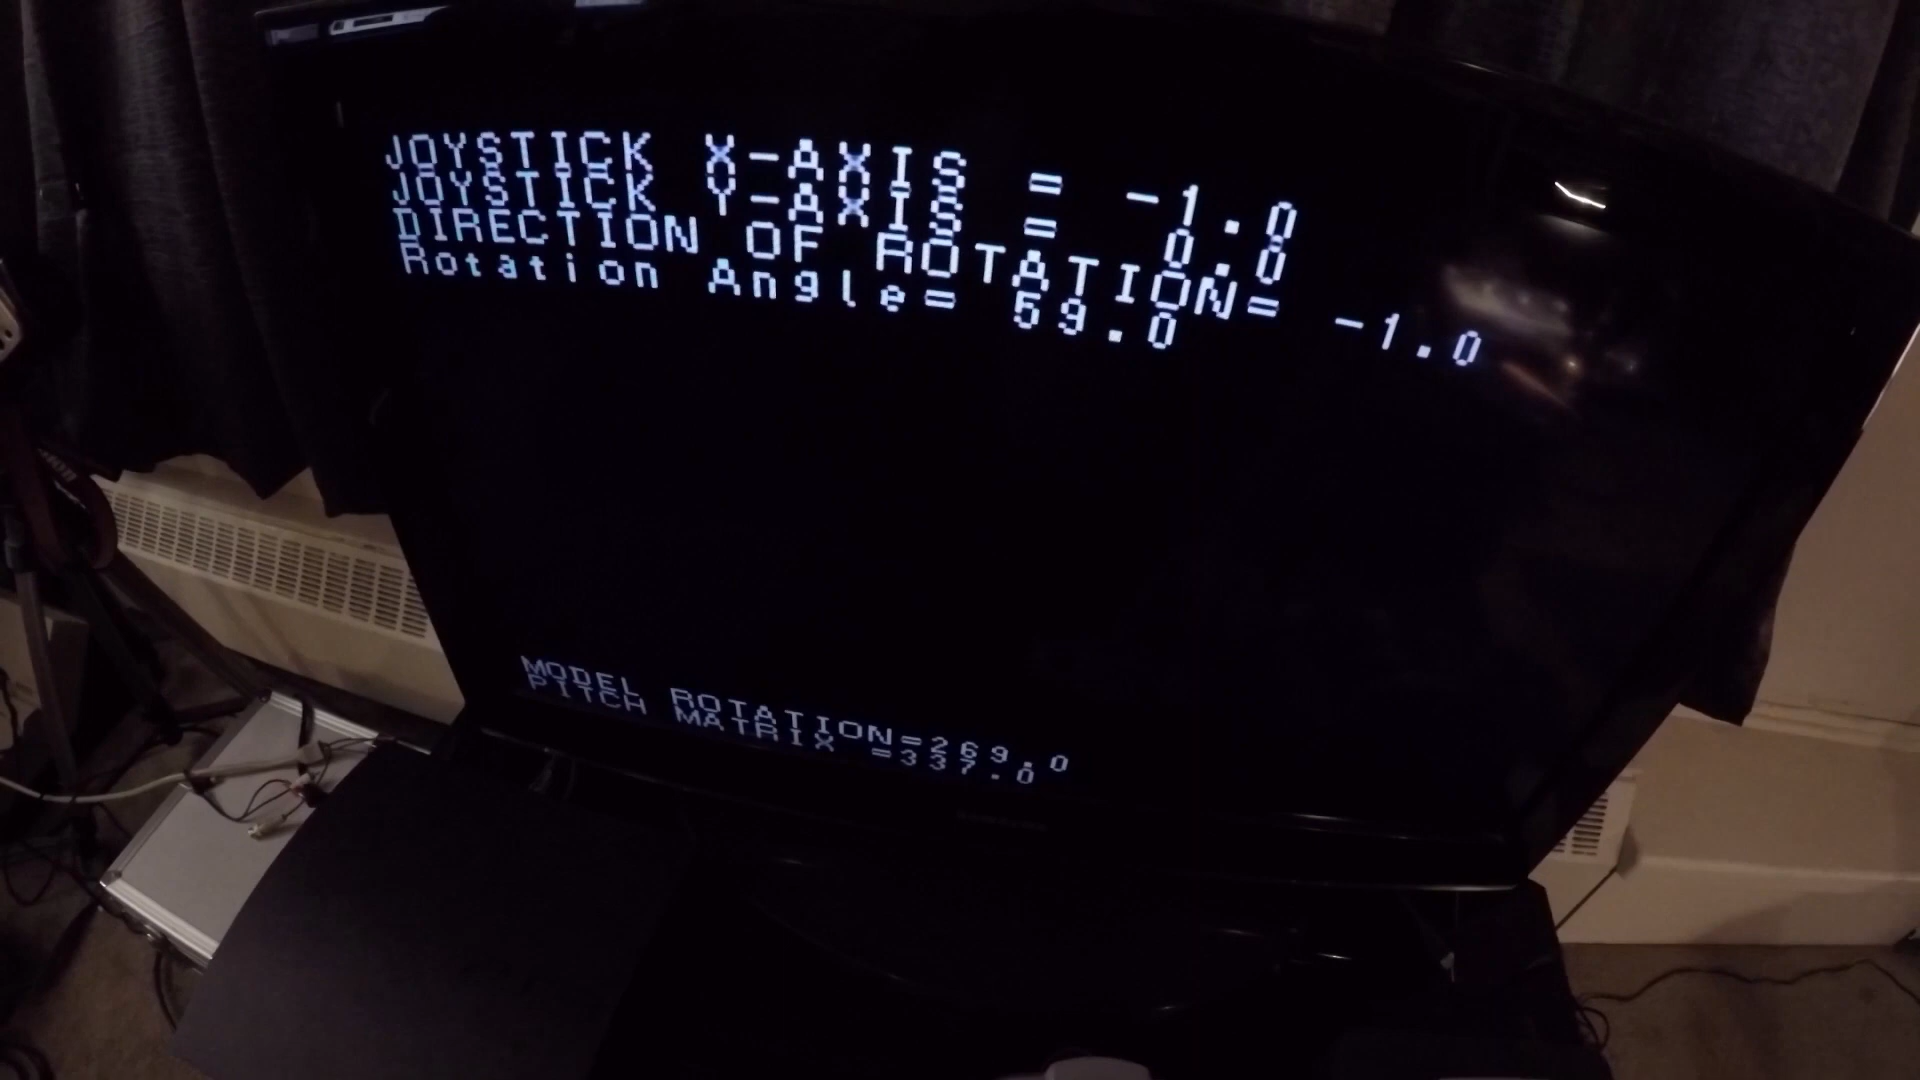 JOYSTICK X-AXIS = -1.0
JOYSTICK Y-AXIS = 0.0
DIRECTION OF ROTATION= -1.0
Rotation Angle= 59.0
MODEL ROTATION=269.0
PITCH MATRIX =337.0